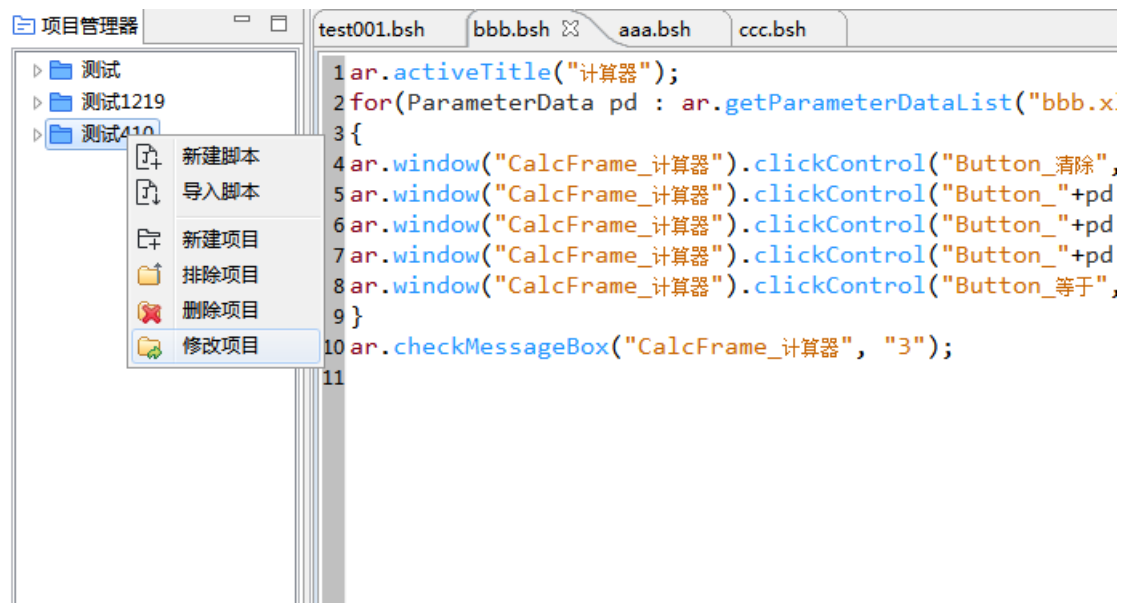 项目管理器
测试
测试1219
测试410
新建脚本
导入脚本
新建项目
排除项目
删除项目
修改项目
test001.bsh bbb.bsh aaa.bsh ccc.bsh
1 ar.activeTitle("计算器");
2 for(ParameterData pd : ar.getParameterDataList("bbb.x
3 {
4 ar.window("CalcFrame_计算器").clickControl("Button_清除",
5 ar.window("CalcFrame_计算器").clickControl("Button_"+pd
6 ar.window("CalcFrame_计算器").clickControl("Button_"+pd
7 ar.window("CalcFrame_计算器").clickControl("Button_"+pd
8 ar.window("CalcFrame_计算器").clickControl("Button_等于",
9 }
10 ar.checkMessageBox("CalcFrame_计算器", "3");
11